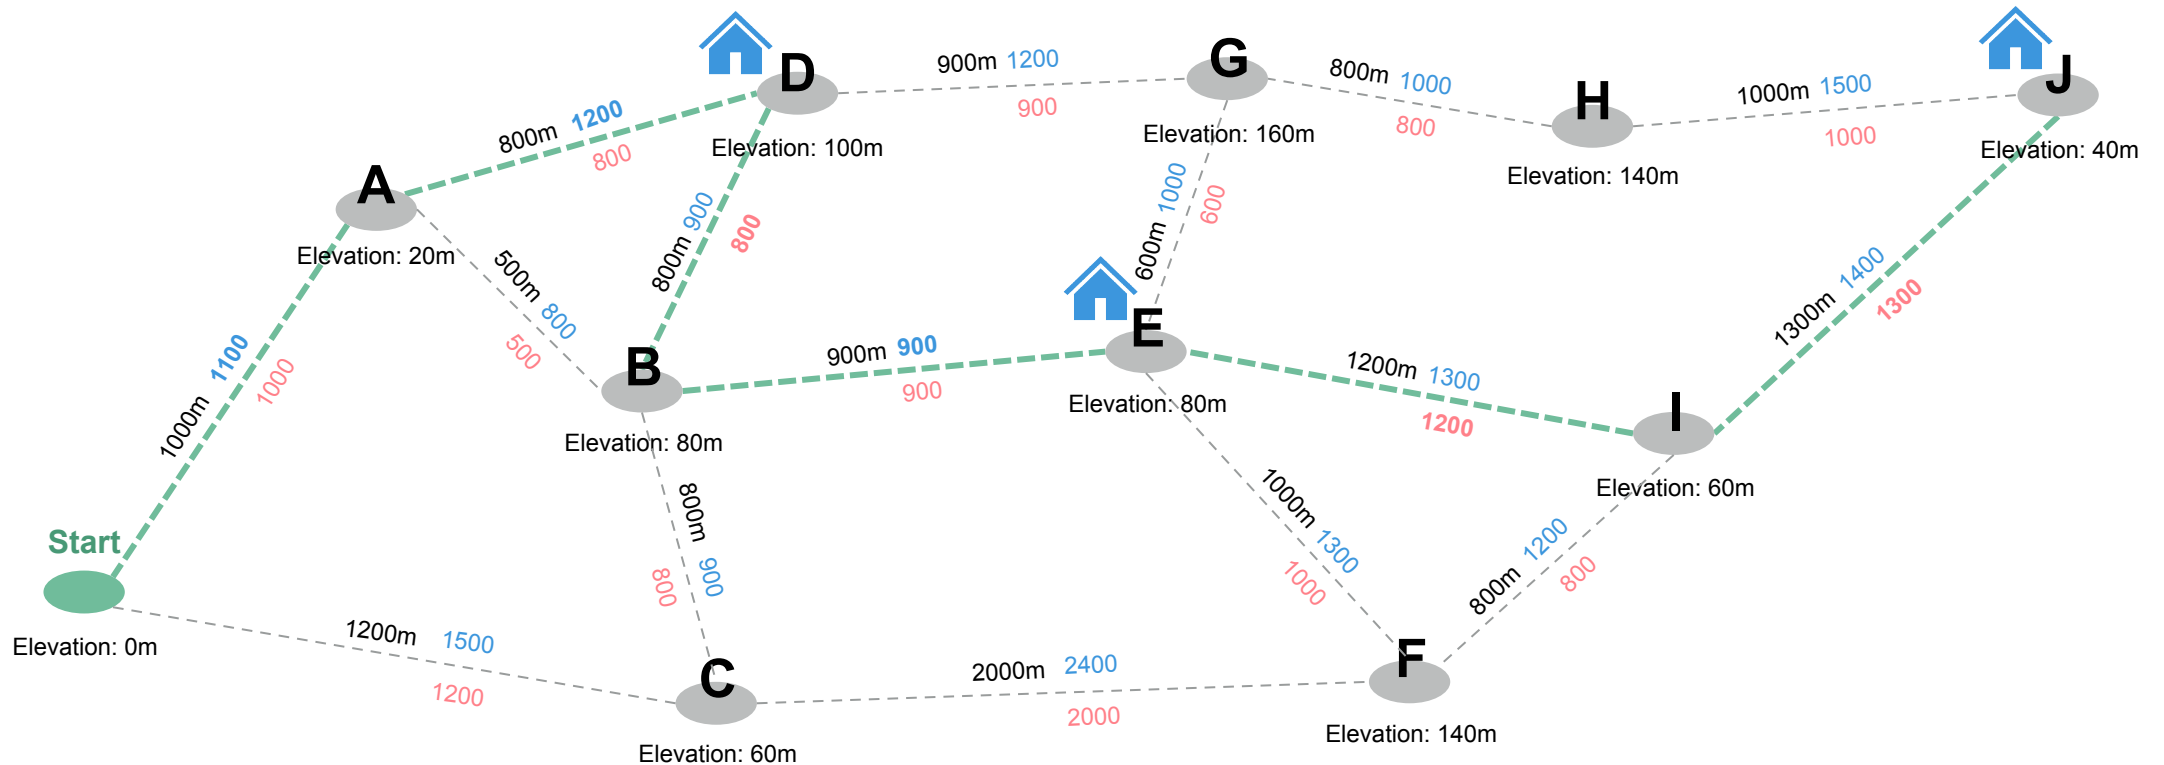 D
Elevation: 100m
900m 1200
900
G
Elevation: 160m
800m 1000
800
H
Elevation: 140m
1000m 1500
1000
J
Elevation: 40m
800m 1200
800
A
Elevation: 20m
1000m 1100
1000
500m 800
500
800m 900
800
B
Elevation: 80m
900m 900
900
600m 1000
600
E
Elevation: 80m
1200m 1300
1200
1300m 1400
1300
I
Elevation: 60m
Start
Elevation: 0m
1200m 1500
1200
800m 900
800
C
Elevation: 60m
2000m 2400
2000
1000m 1300
1000
800m 1200
800
F
Elevation: 140m